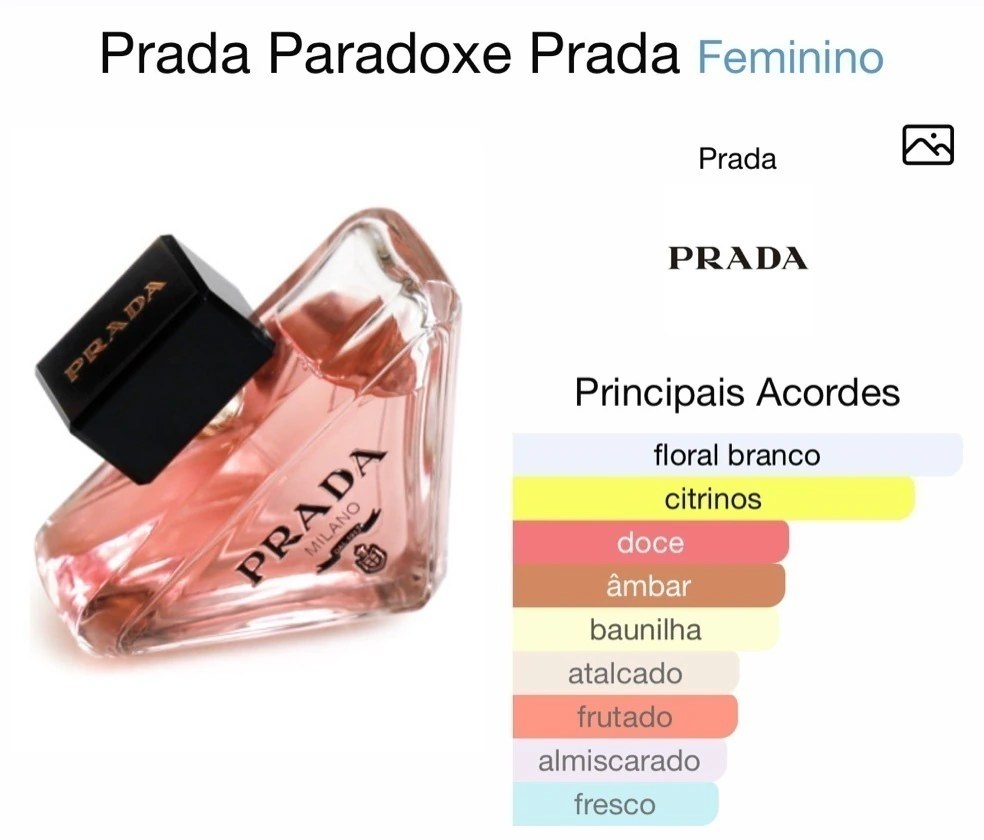 Prada Paradoxe Prada Feminino
Prada
PRADA
PRADA
PRADA
MILANO
Principais Acordes
floral branco
citrinos
doce
âmbar
baunilha
atalcado
frutado
almiscarado
fresco